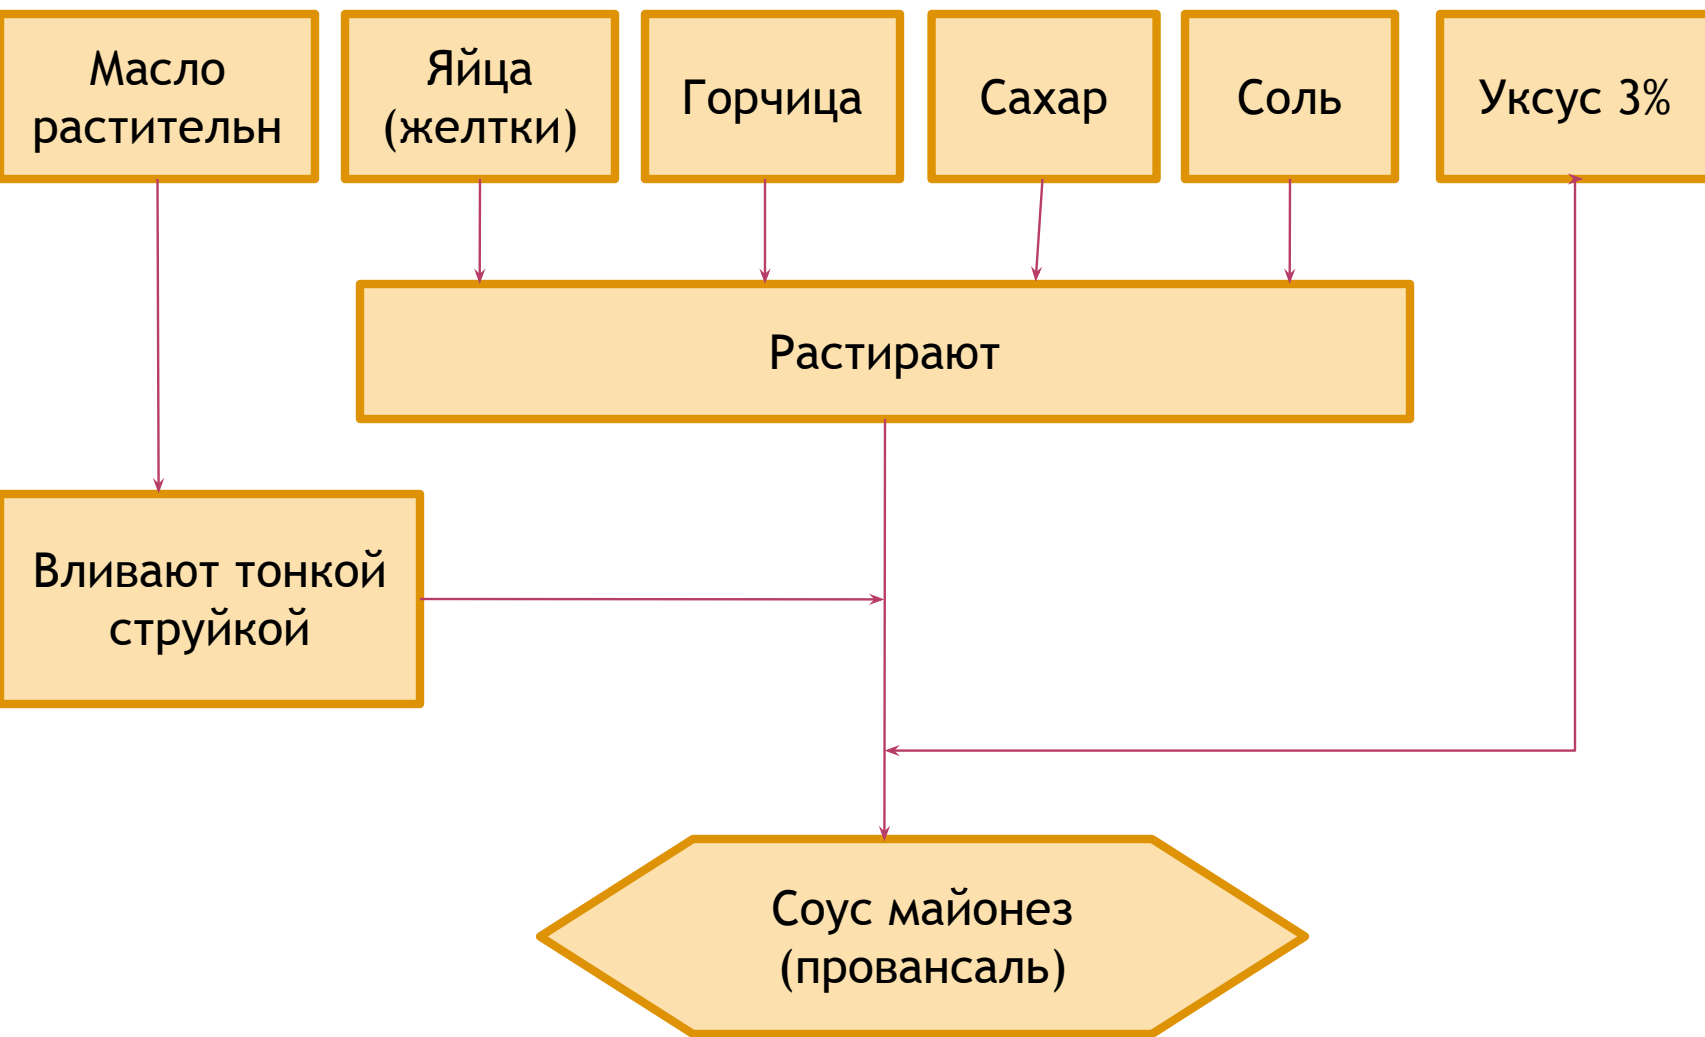 Масло
растительн
Яйца
(желтки)
Горчица
Сахар
Соль
Уксус 3%
Растирают
Вливают тонкой
струйкой
Соус майонез
(провансаль)